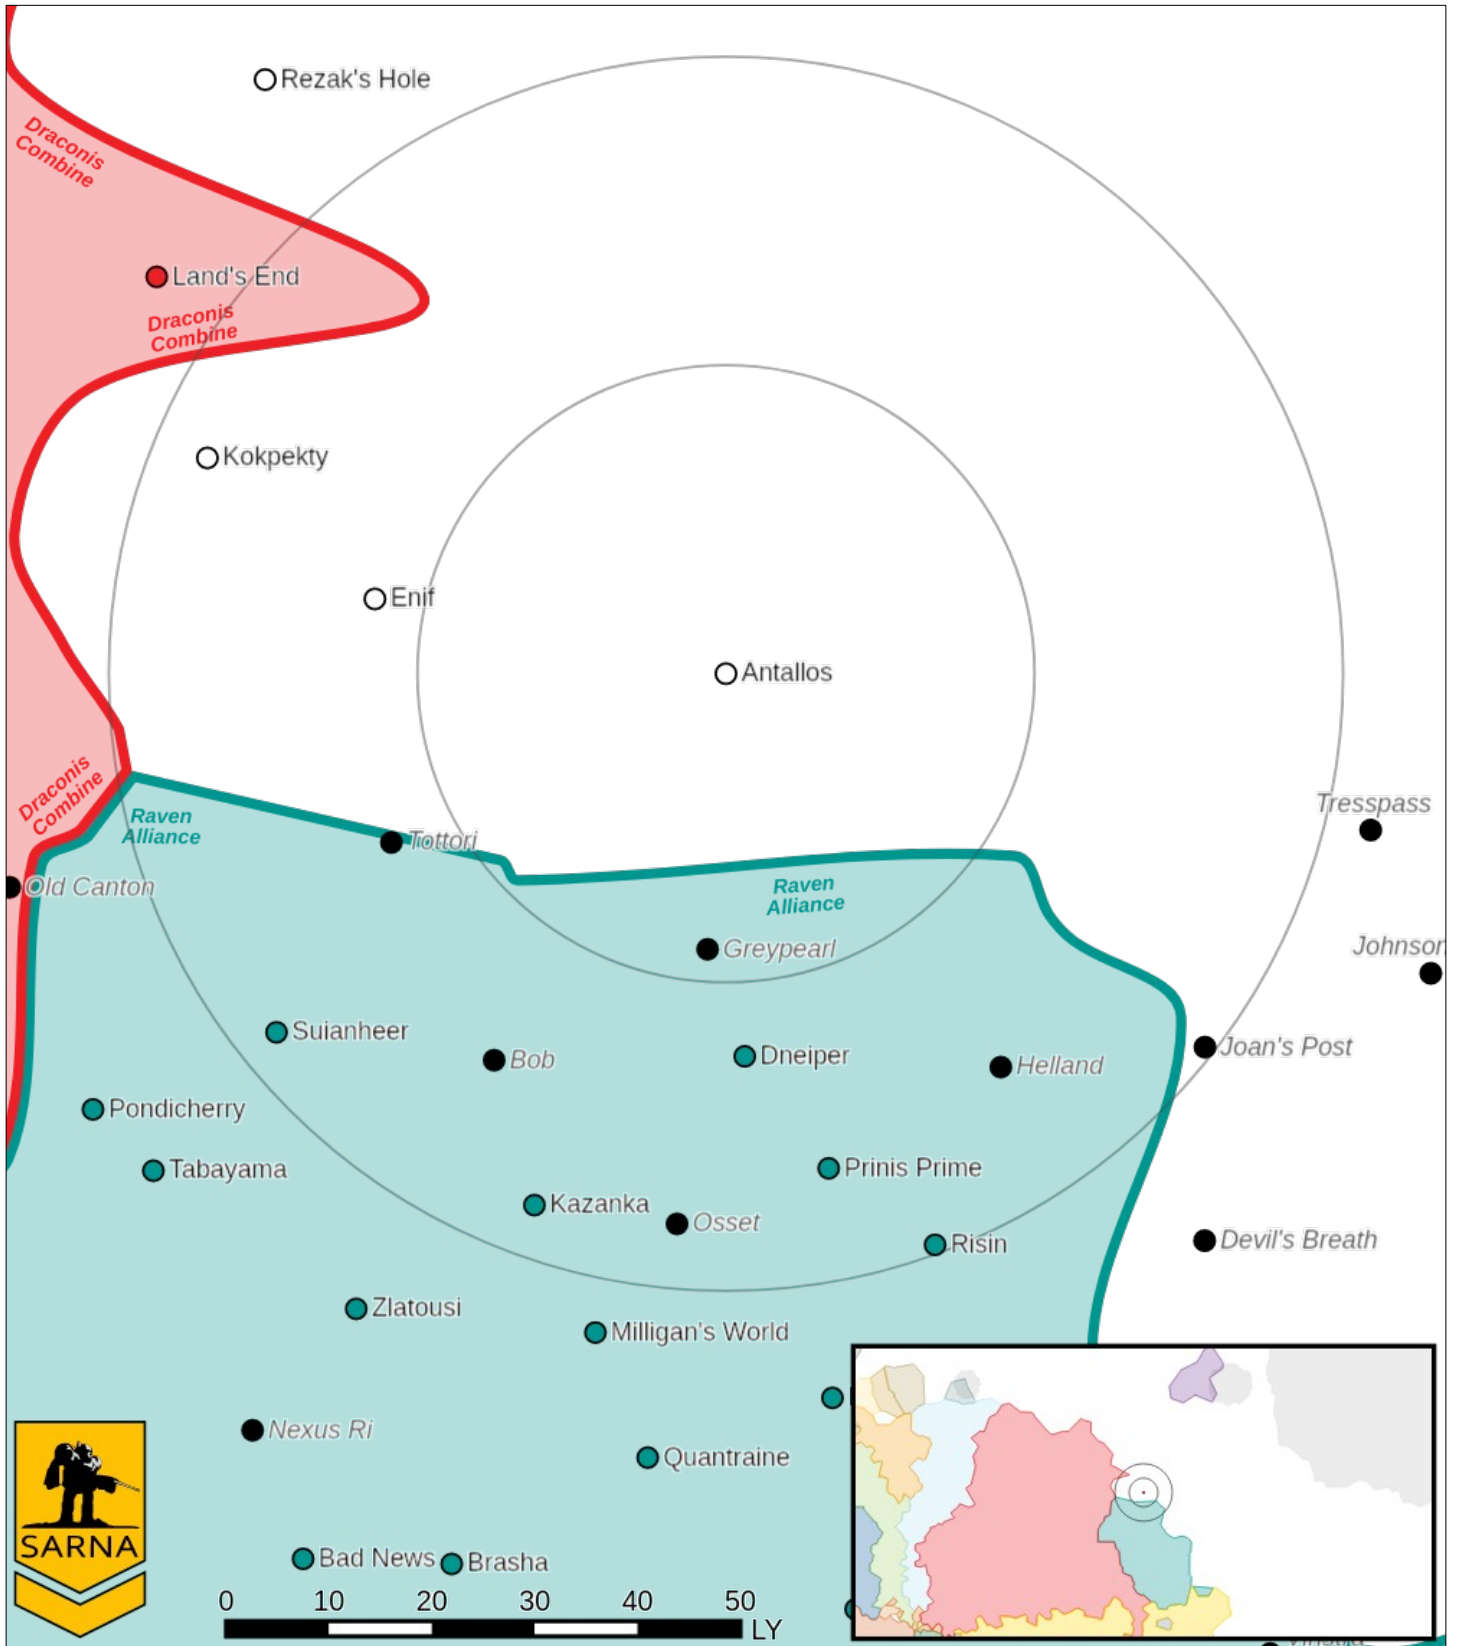 Rezak's Hole
Draconis
Combine
Land's End
Draconis
Combine
Kokpekty
Enif
Antallos
Draconis
Combine
Raven
Alliance
Tresspass
Tottori
Old Canton
Raven
Alliance
Greypearl
Johnson
Suianheer
Bob
Dneiper
Helland
Joan's Post
Pondicherry
Tabayama
Prinis Prime
Kazanka
Osset
Risin
Devil's Breath
Zlatousi
Milligan's World
Nexus Ri
Quantraine
SARNA
Bad News
Brasha
0 10 20 30 40 50
LY